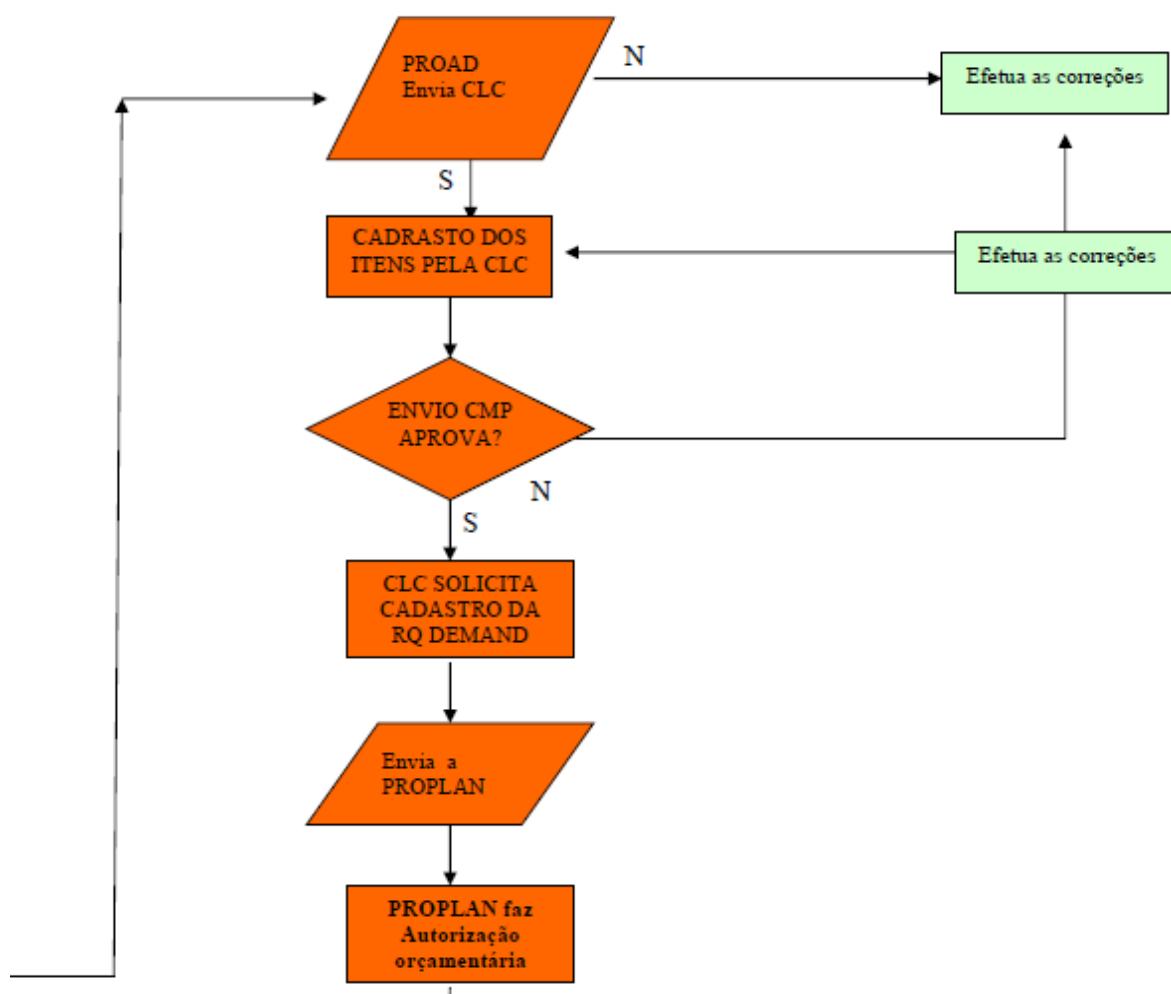 PROAD
Envia CLC
N
Efetua as correções
S
CADRASTO DOS
ITENS PELA CLC
Efetua as correções
ENVIO CMP
APROVA?
N
S
CLC SOLICITA
CADASTRO DA
RQ DEMAND
Envia a
PROPLAN
PROPLAN faz
Autorização
orçamentária